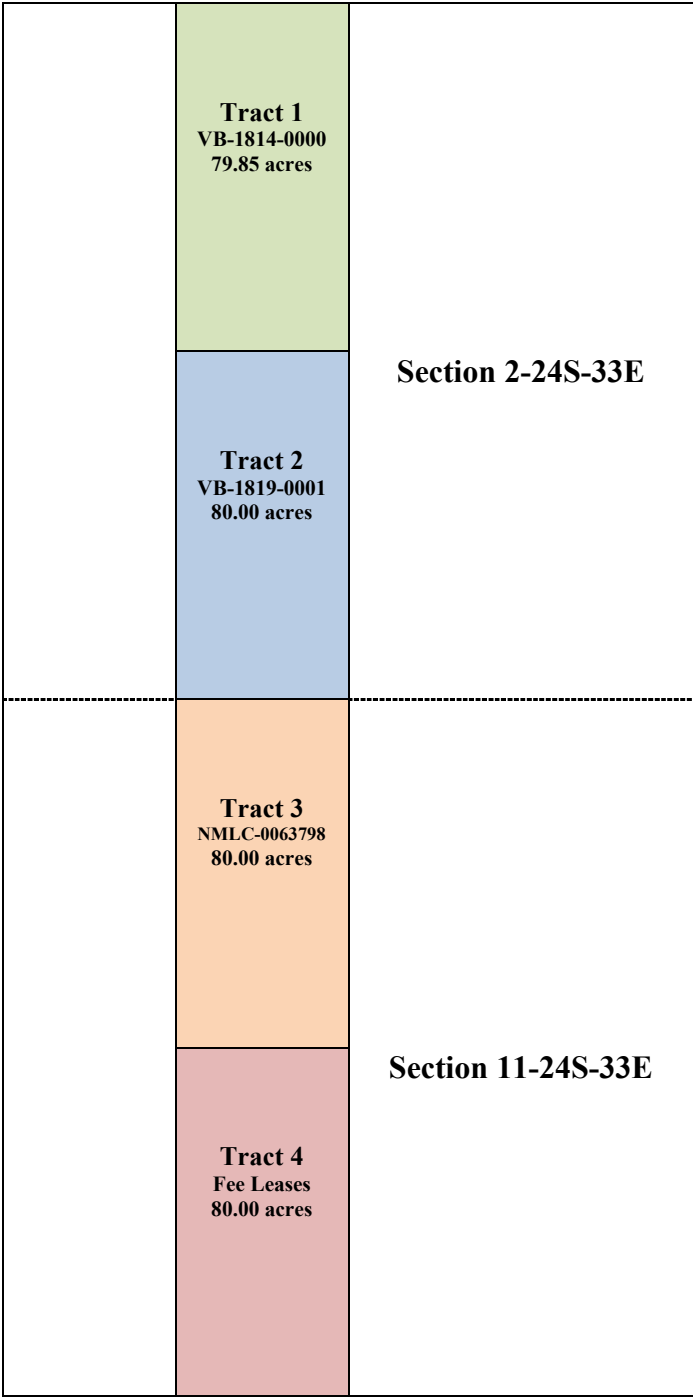 Tract 1
VB-1814-0000
79.85 acres
Section 2-24S-33E
Tract 2
VB-1819-0001
80.00 acres
Tract 3
NMLC-0063798
80.00 acres
Section 11-24S-33E
Tract 4
Fee Leases
80.00 acres